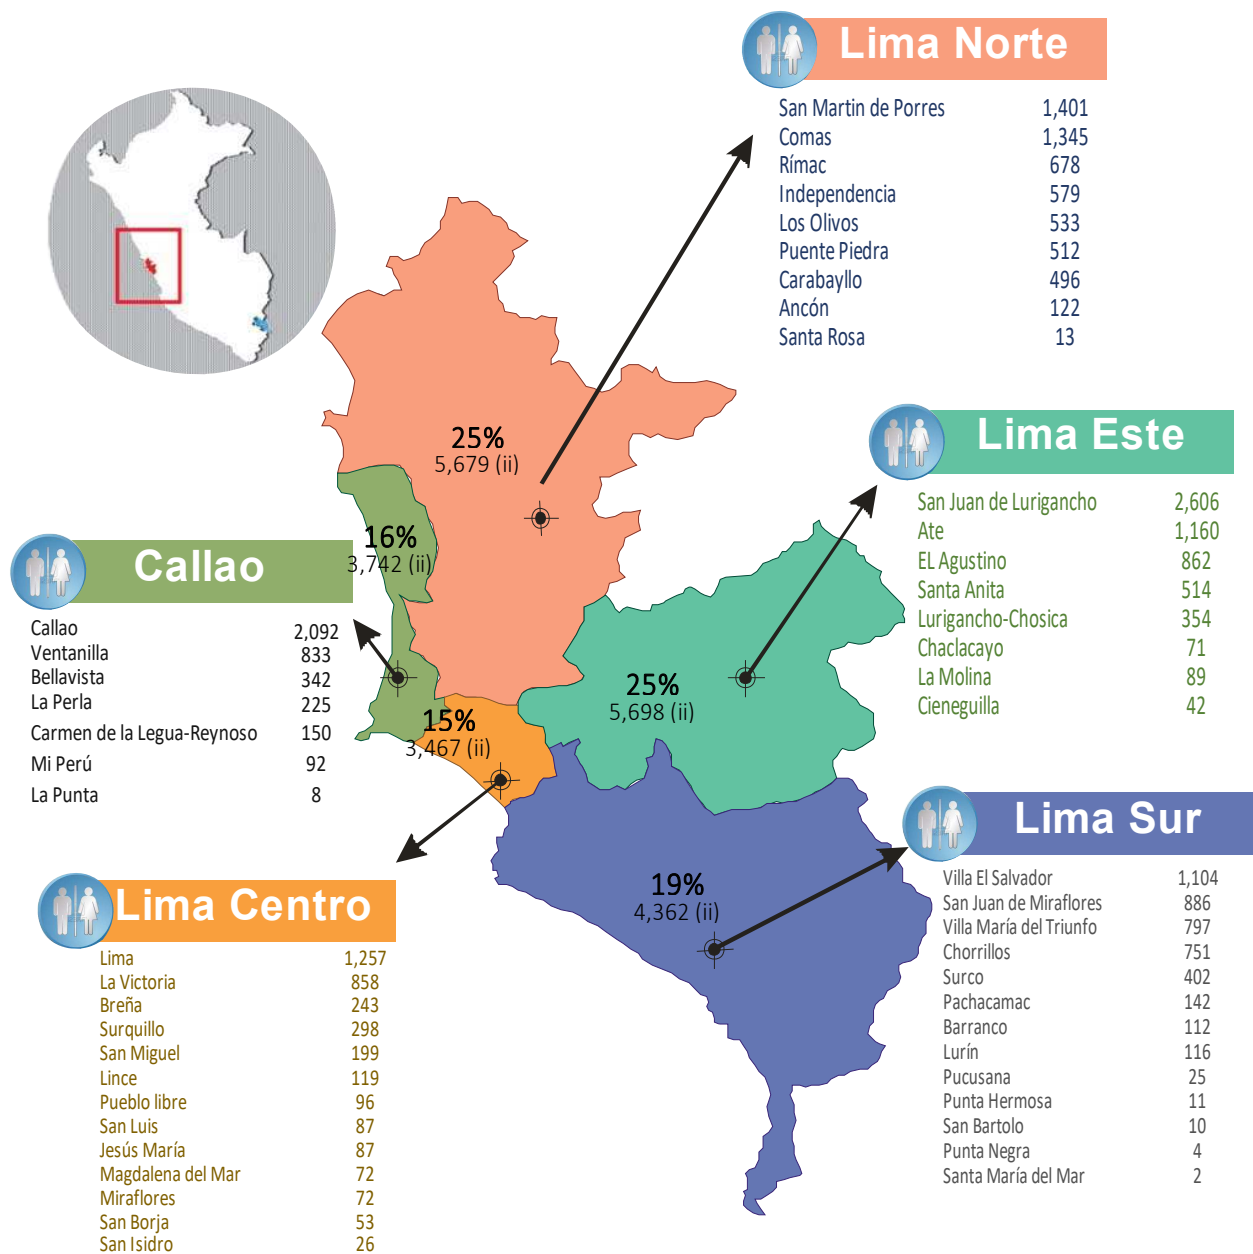 Lima Norte
San Martin de Porres 1,401
Comas 1,345
Rímac 678
Independencia 579
Los Olivos 533
Puente Piedra 512
Carabayllo 496
Ancón 122
Santa Rosa 13
25%
5,679 (ii)
Lima Este
San Juan de Lurigancho 2,606
Ate 1,160
EL Agustino 862
Santa Anita 514
Lurigancho-Chosica 354
Chaclacayo 71
La Molina 89
Cieneguilla 42
16%
3,742 (ii)
Callao
Callao 2,092
Ventanilla 833
Bellavista 342
La Perla 225
Carmen de la Legua-Reynoso 150
Mi Perú 92
La Punta 8
25%
5,698 (ii)
15%
3,467 (ii)
Lima Sur
Villa El Salvador 1,104
San Juan de Miraflores 886
Villa María del Triunfo 797
Chorrillos 751
Surco 402
Pachacamac 142
Barranco 112
Lurín 116
Pucusana 25
Punta Hermosa 11
San Bartolo 10
Punta Negra 4
Santa María del Mar 2
19%
4,362 (ii)
Lima Centro
Lima 1,257
La Victoria 858
Breña 243
Surquillo 298
San Miguel 199
Lince 119
Pueblo libre 96
San Luis 87
Jesús María 87
Magdalena del Mar 72
Miraflores 72
San Borja 53
San Isidro 26